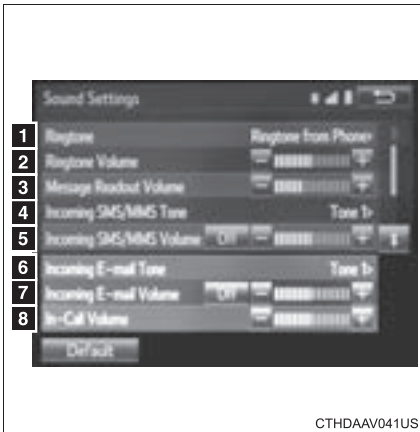 Sound Settings
1 Ringtone Ringtone from Phone
2 Ringtone Volume − +
3 Message Readout Volume − +
4 Incoming SMS/MMS Tone Tone 1
5 Incoming SMS/MMS Volume Off − +
6 Incoming E-mail Tone Tone 1
7 Incoming E-mail Volume Off − +
8 In-Call Volume − +
Default
CTHDAAV041US